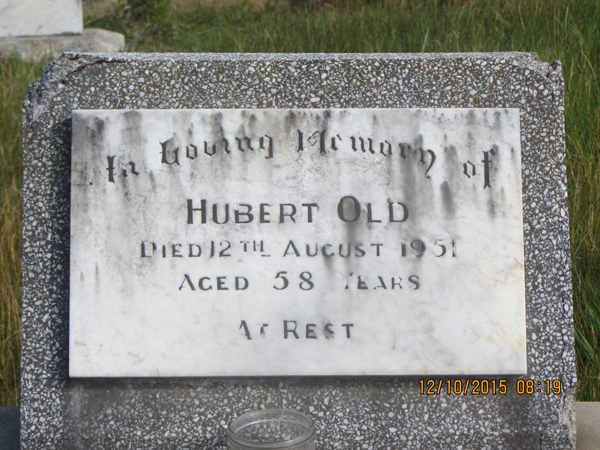 In Loving Memory of
HUBERT OLD
DIED 12TH AUGUST 1951
AGED 58 YEARS
AT REST
12/10/2015 08:19